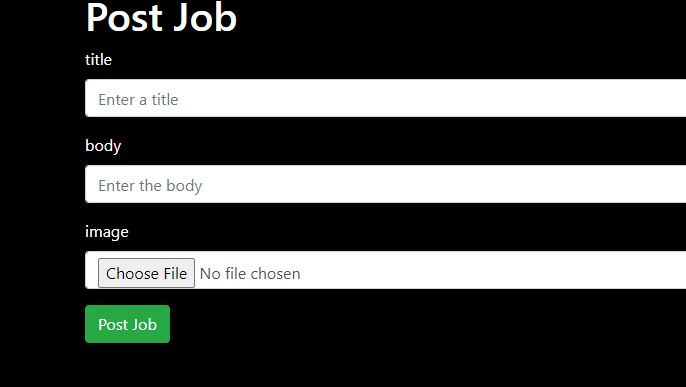 Post Job
title
Enter a title
body
Enter the body
image
Choose File No file chosen
Post Job